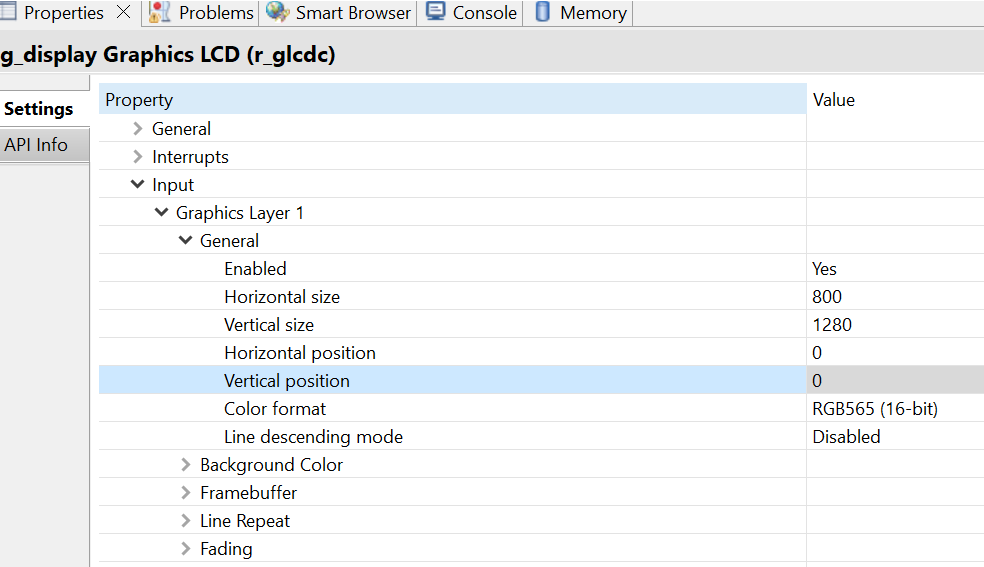 Properties Problems Smart Browser Console Memory
g_display Graphics LCD (r_glcdc)
Settings
API Info
Property Value
General
Interrupts
Input
Graphics Layer 1
General
Enabled Yes
Horizontal size 800
Vertical size 1280
Horizontal position 0
Vertical position 0
Color format RGB565 (16-bit)
Line descending mode Disabled
Background Color
Framebuffer
Line Repeat
Fading